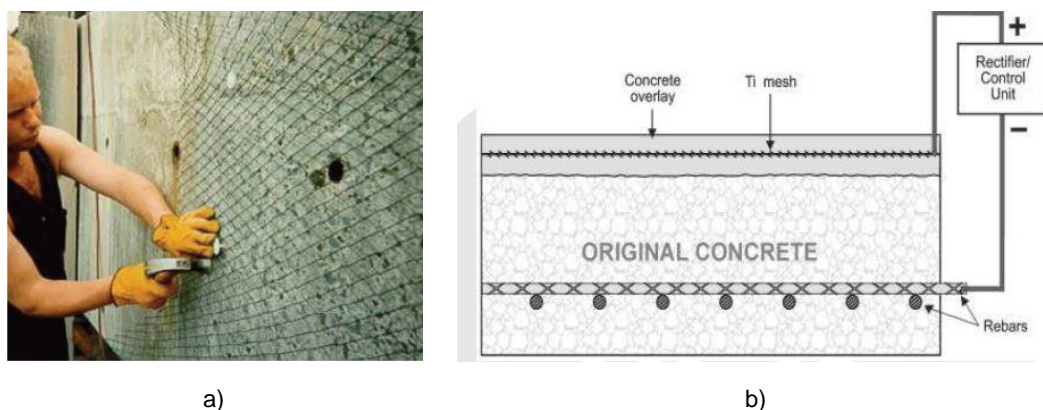 +
Rectifier/
Control
Unit
−
Concrete
overlay
Ti mesh
ORIGINAL CONCRETE
Rebars
a)
b)